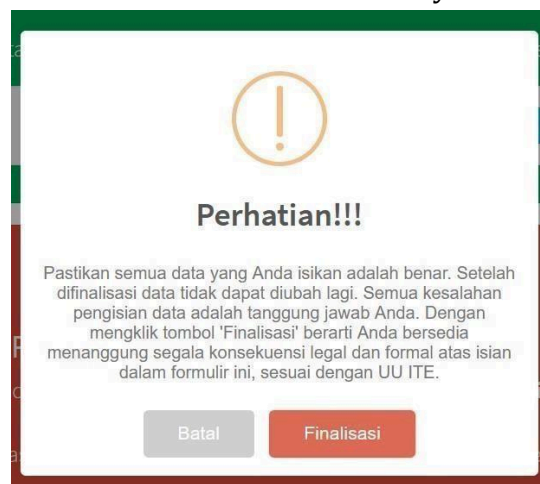 Perhatian!!!
Pastikan semua data yang Anda isikan adalah benar. Setelah
difinalisasi data tidak dapat diubah lagi. Semua kesalahan
pengisian data adalah tanggung jawab Anda. Dengan
mengklik tombol 'Finalisasi' berarti Anda bersedia
menanggung segala konsekuensi legal dan formal atas isian
dalam formulir ini, sesuai dengan UU ITE.
Batal Finalisasi